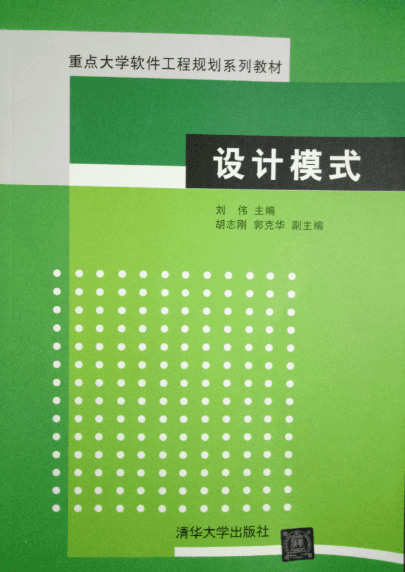 重点大学软件工程规划系列教材
设计模式
刘 伟 主编
胡志刚 郭克华 副主编
清华大学出版社